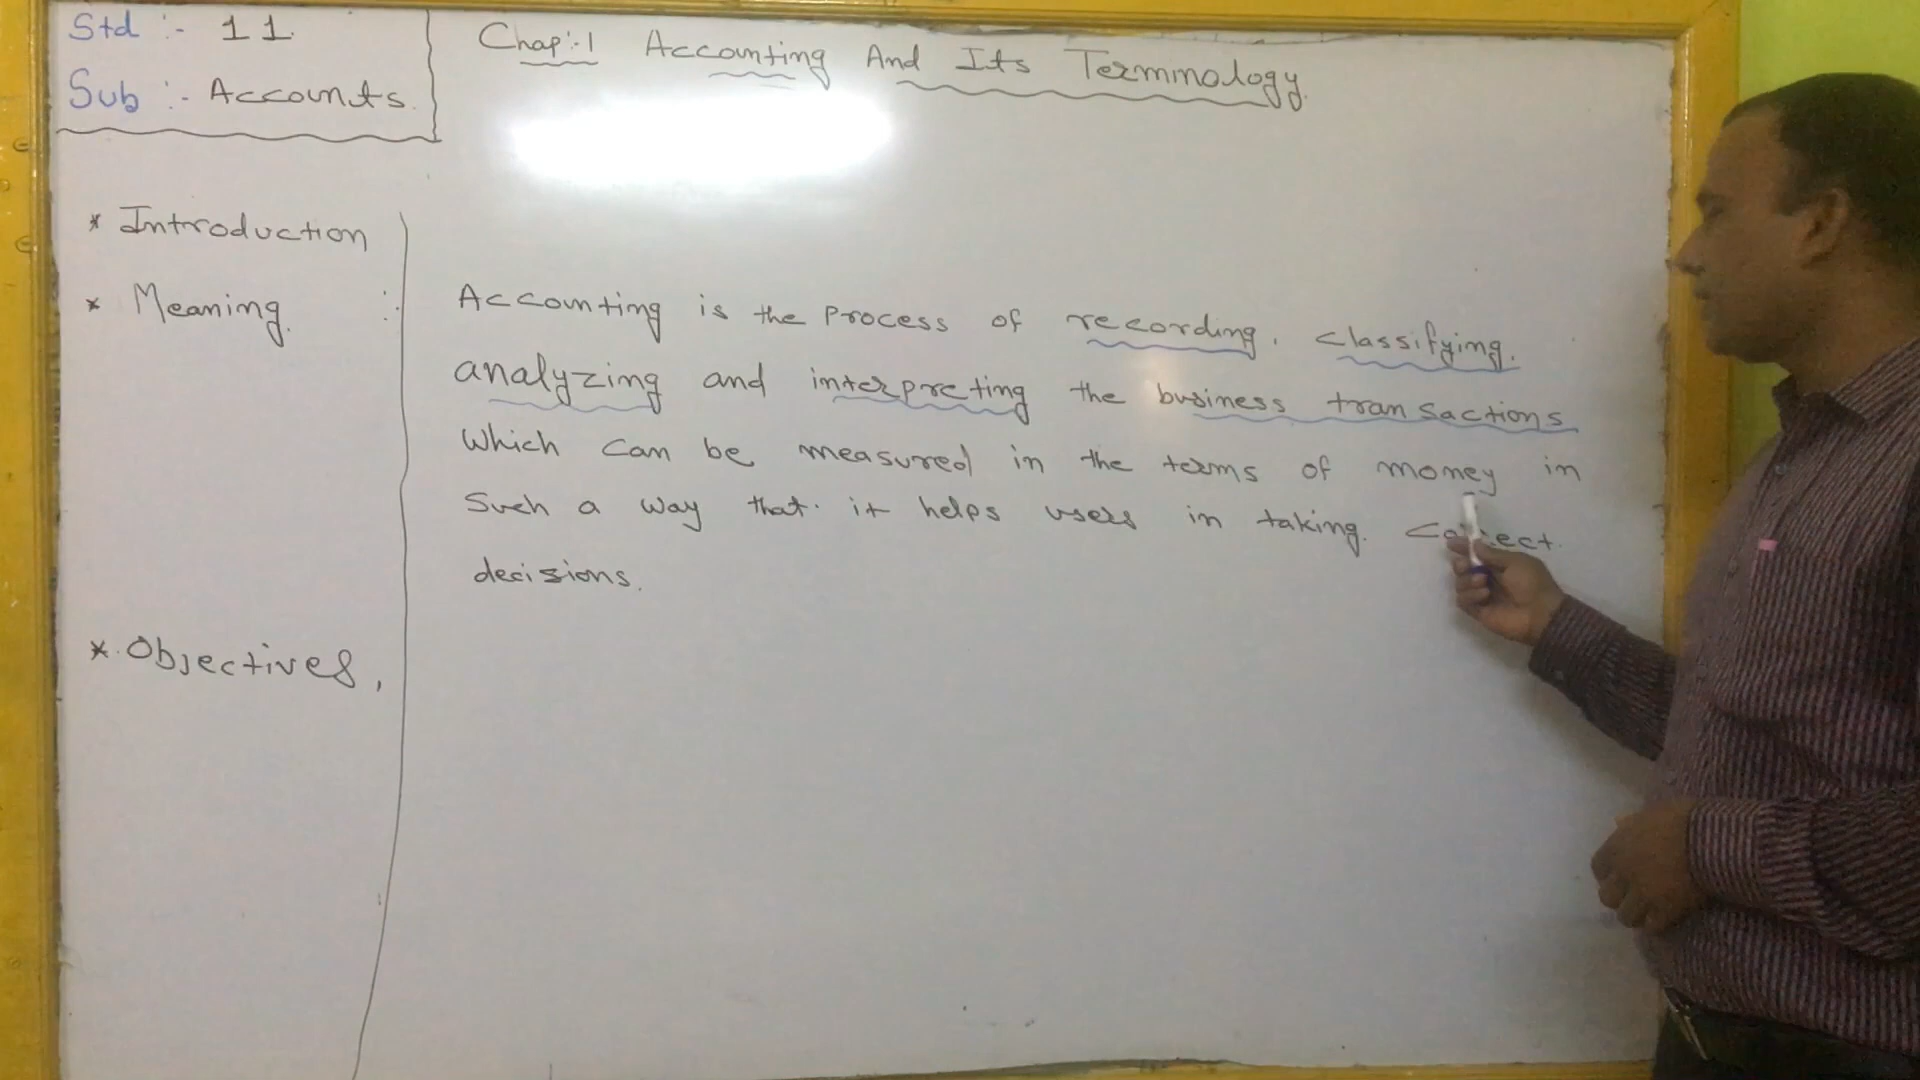 Std :- 11.
Sub :- Accounts.
Chap:-1 Accounting And Its Terminology.
* Introduction
* Meaning. :-
Accounting is the process of recording, classifying,
analyzing and interpreting the business transactions
which can be measured in the terms of money in
such a way that it helps users in taking correct
decisions.
* Objectives,